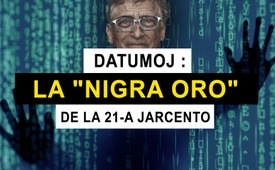 DATUMOJ :
LA "NIGRA ORO"
DE LA 21-A JARCENTO